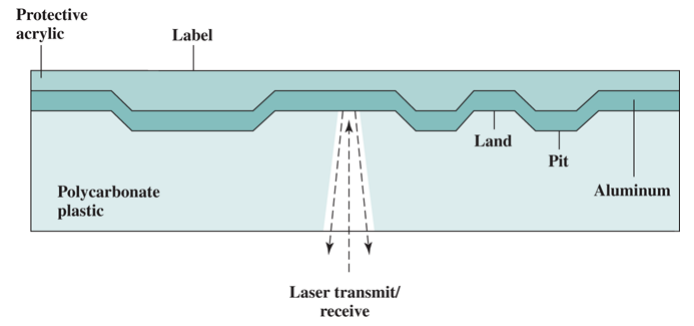 Protective
acrylic
Label
Land
Pit
Polycarbonate
plastic
Aluminum
Laser transmit/
receive